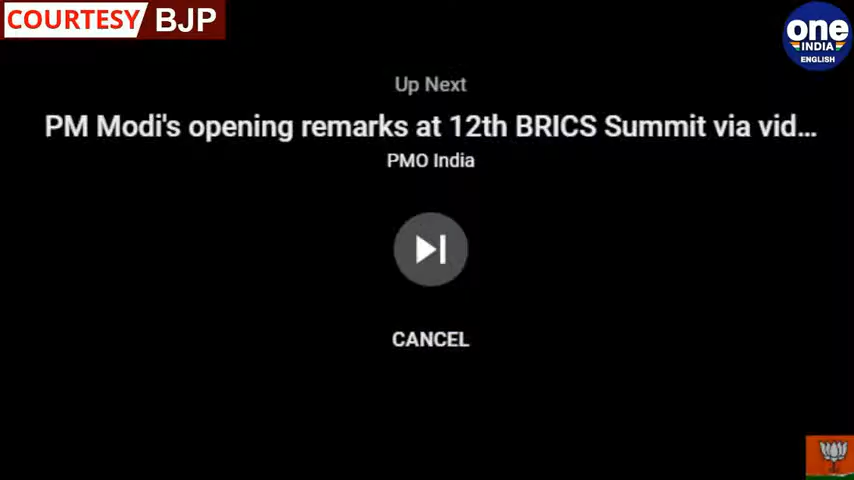 COURTESY BJP
one
INDIA
ENGLISH
Up Next
PM Modi's opening remarks at 12th BRICS Summit via vid...
PMO India
CANCEL